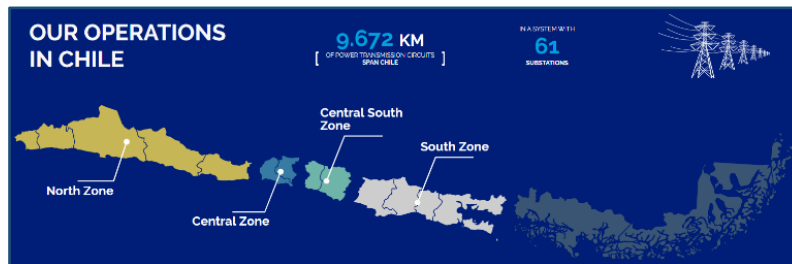 OUR OPERATIONS
IN CHILE
9.672 KM
[ OF POWER TRANSMISSION CIRCUITS ]
SPAN CHILE
IN A SYSTEM WITH
61
SUBSTATIONS
Central South
Zone
South Zone
North Zone
Central Zone